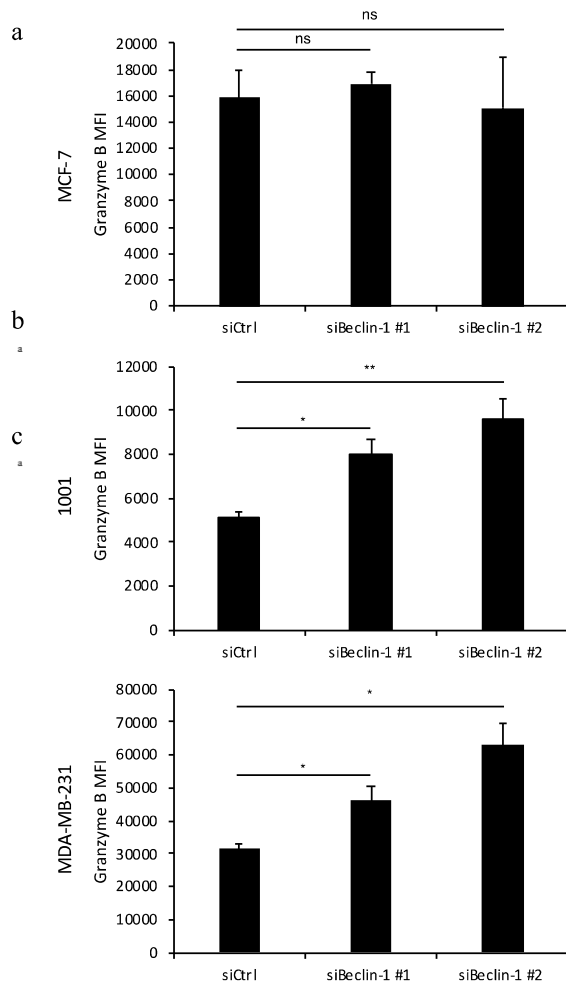 a
ns
ns
20000
18000
16000
14000
12000
10000
8000
6000
4000
2000
0
MCF-7
Granzyme B MFI
siCtrl siBeclin-1 #1 siBeclin-1 #2
b
a
c
a
12000
10000
8000
6000
4000
2000
0
**
*
1001
Granzyme B MFI
siCtrl siBeclin-1 #1 siBeclin-1 #2
80000
70000
60000
50000
40000
30000
20000
10000
0
*
*
MDA-MB-231
Granzyme B MFI
siCtrl siBeclin-1 #1 siBeclin-1 #2